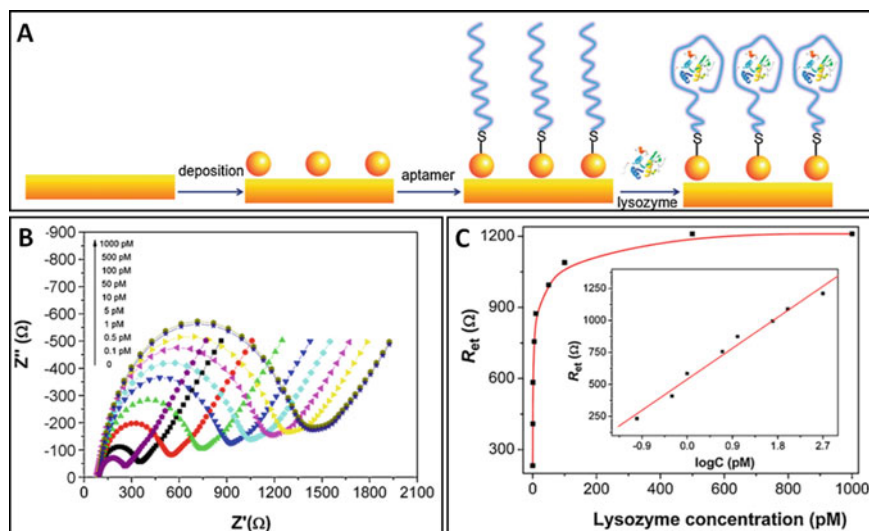 A
S S S
S S S
deposition
aptamer
lysozyme
B
-900
-800
-700
-600
-500
-400
-300
-200
-100
0
Z'' (Ω)
1000 pM
500 pM
100 pM
50 pM
10 pM
5 pM
1 pM
0.5 pM
0.1 pM
0
0 300 600 900 1200 1500 1800 2100
Z'(Ω)
C
1200
900
600
300
Ret (Ω)
1250
1000
750
500
250
Ret (Ω)
-0.9 0.0 0.9 1.8 2.7
logC (pM)
0 200 400 600 800 1000
Lysozyme concentration (pM)